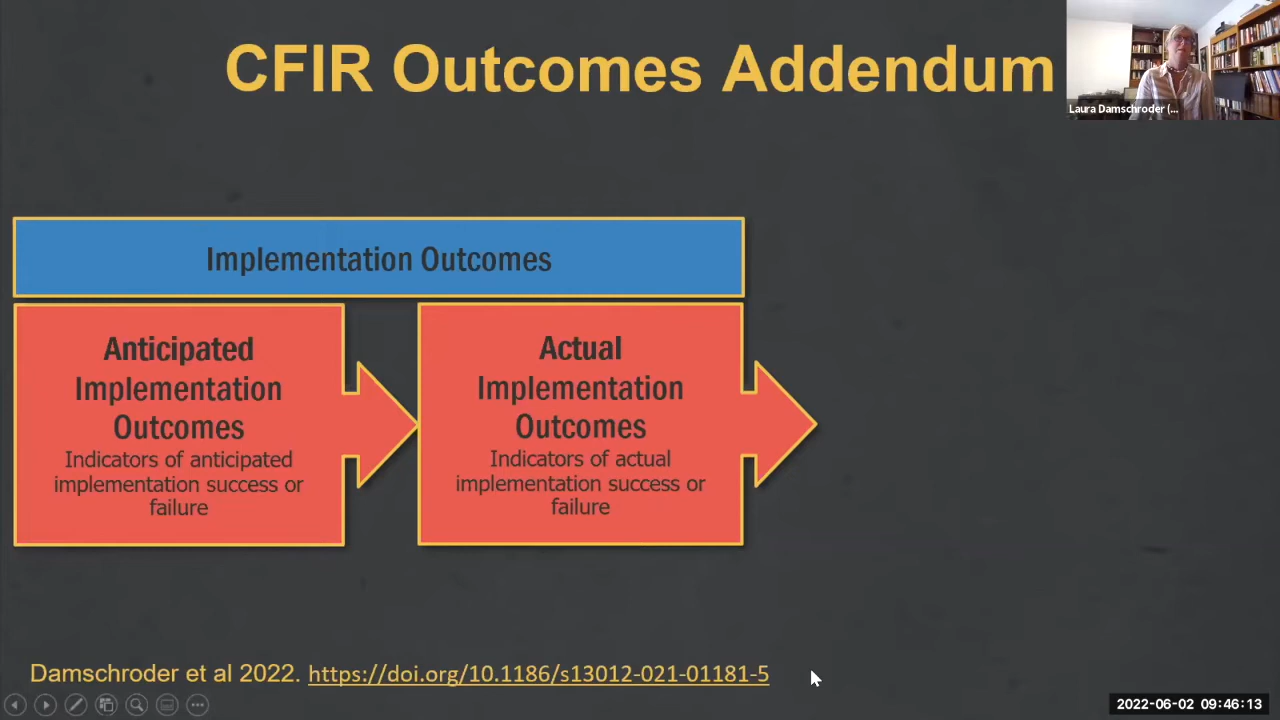 CFIR Outcomes Addendum
Laura Damschroder (...
Implementation Outcomes
Anticipated
Implementation
Outcomes
Indicators of anticipated
implementation success or
failure
Actual
Implementation
Outcomes
Indicators of actual
implementation success or
failure
Damschroder et al 2022. https://doi.org/10.1186/s13012-021-01181-5
2022-06-02 09:46:13